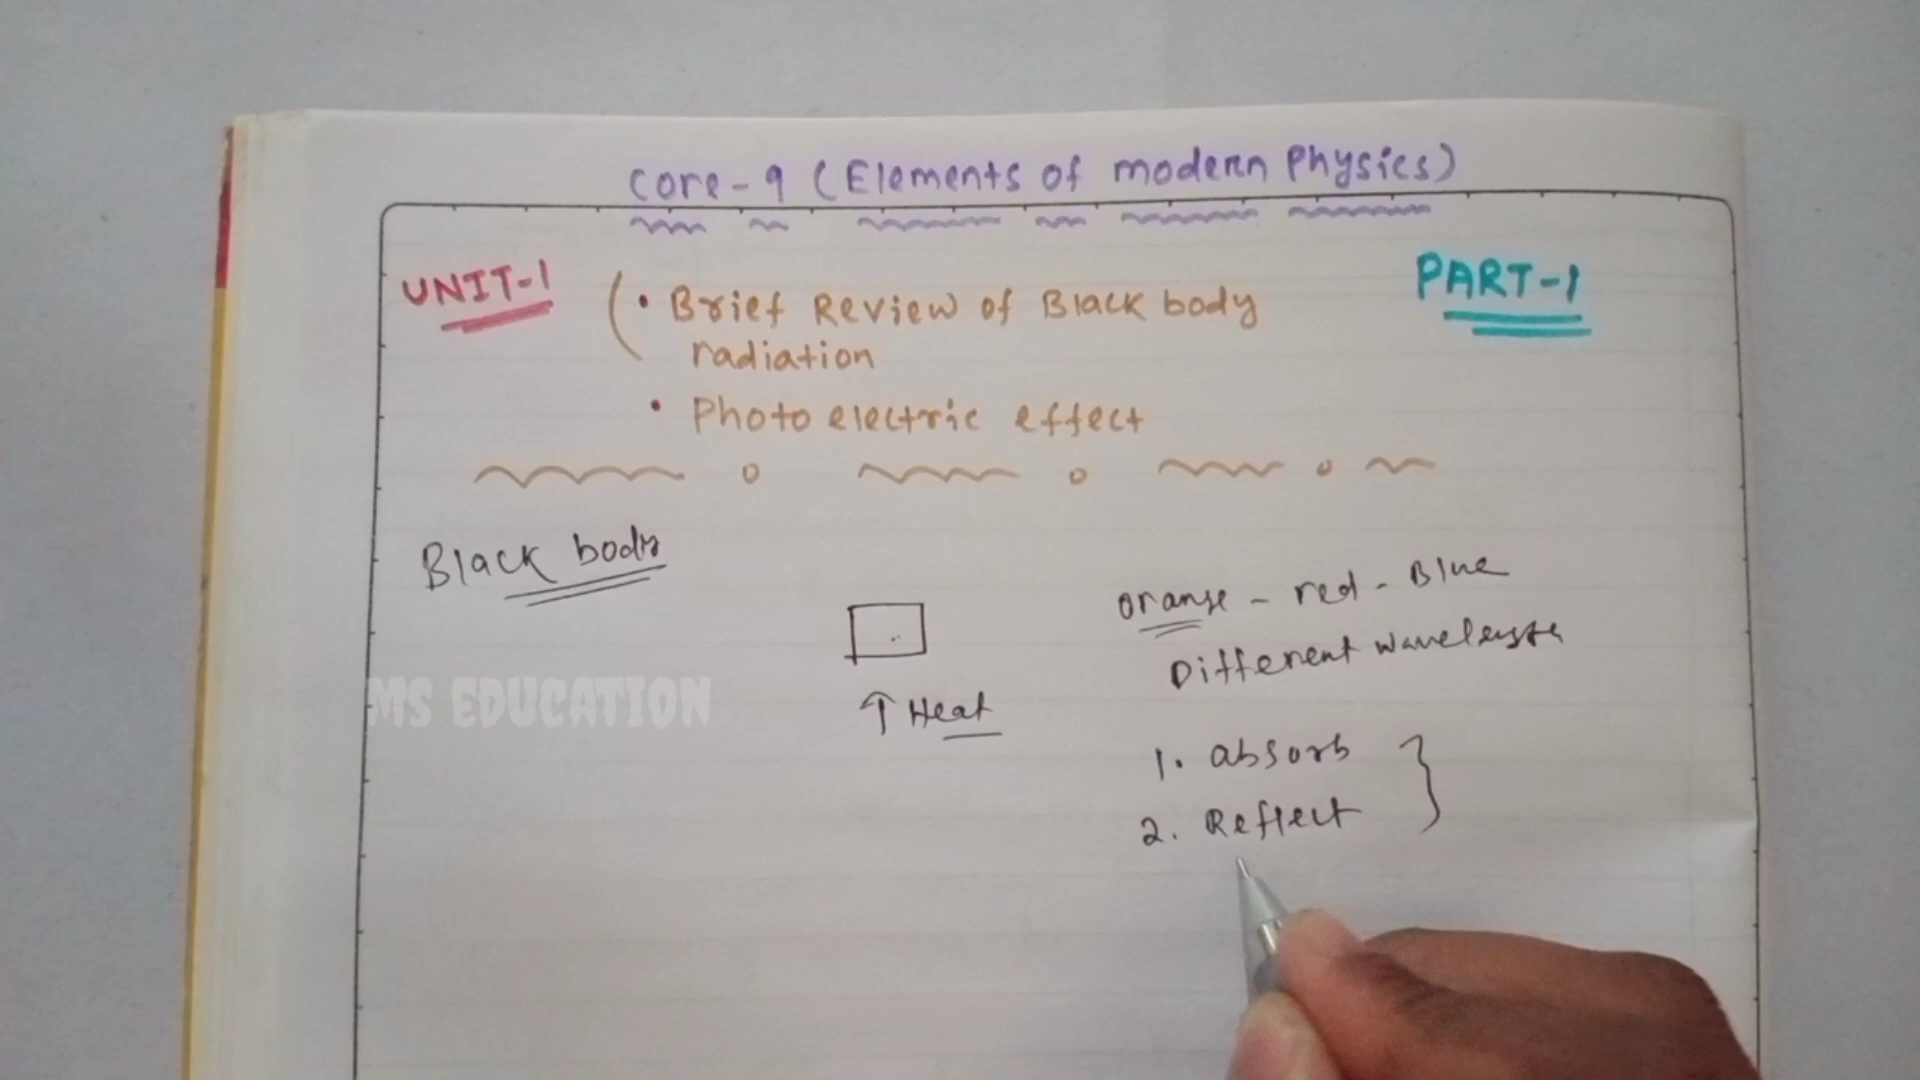 Core-9 (Elements of modern Physics)
UNIT-1
PART-1
• Brief Review of Black body
radiation
• Photo electric effect
Black body
orange - red - Blue
Different wavelength
↑ Heat
1. absorb
2. Reflect
MS EDUCATION